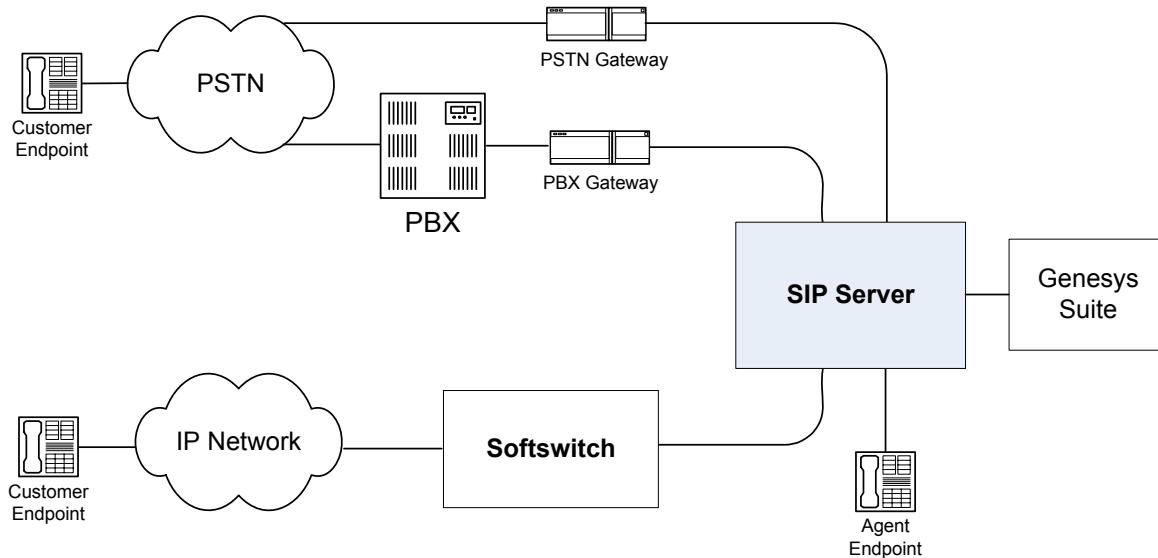 PSTN Gateway
PSTN
Customer
Endpoint
PBX Gateway
PBX
SIP Server
Genesys
Suite
IP Network
Softswitch
Customer
Endpoint
Agent
Endpoint